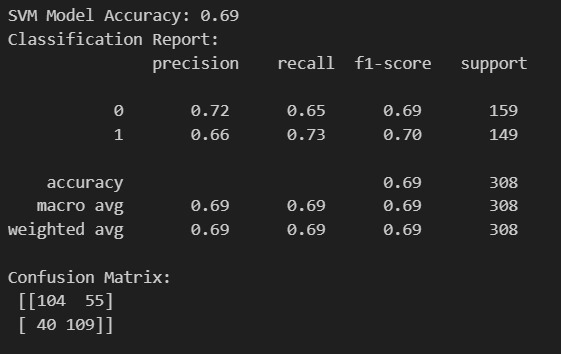 SVM Model Accuracy: 0.69
Classification Report:
precision recall f1-score support
0 0.72 0.65 0.69 159
1 0.66 0.73 0.70 149
accuracy 0.69 308
macro avg 0.69 0.69 0.69 308
weighted avg 0.69 0.69 0.69 308
Confusion Matrix:
[[104 55]
[ 40 109]]